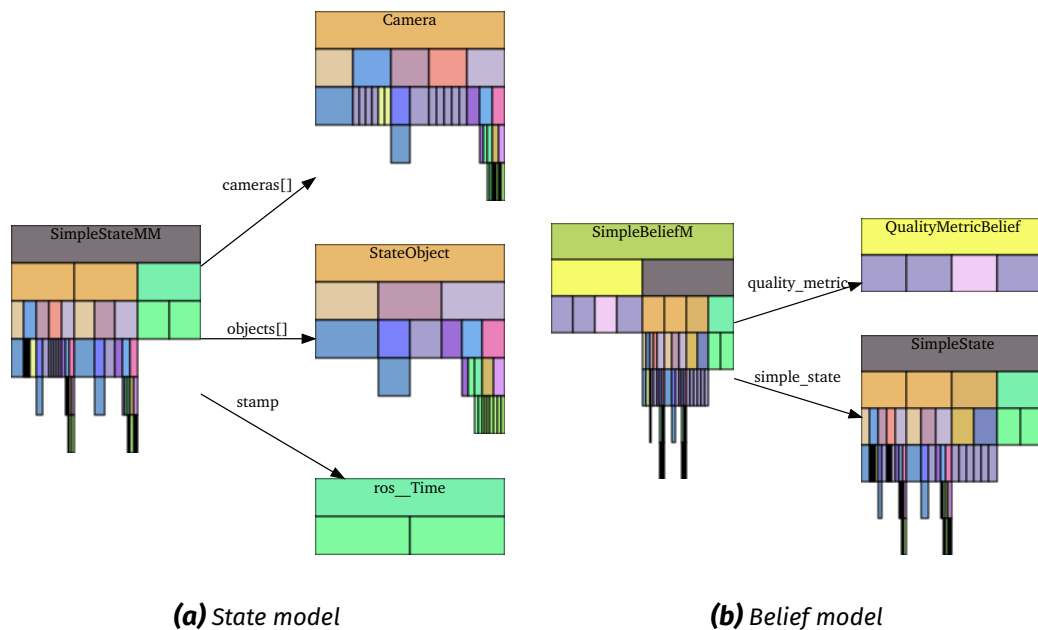 Camera
cameras[]
SimpleStateMM
StateObject
objects[]
stamp
ros__Time
(a) State model
SimpleBeliefM
QualityMetricBelief
quality_metric
SimpleState
simple_state
(b) Belief model